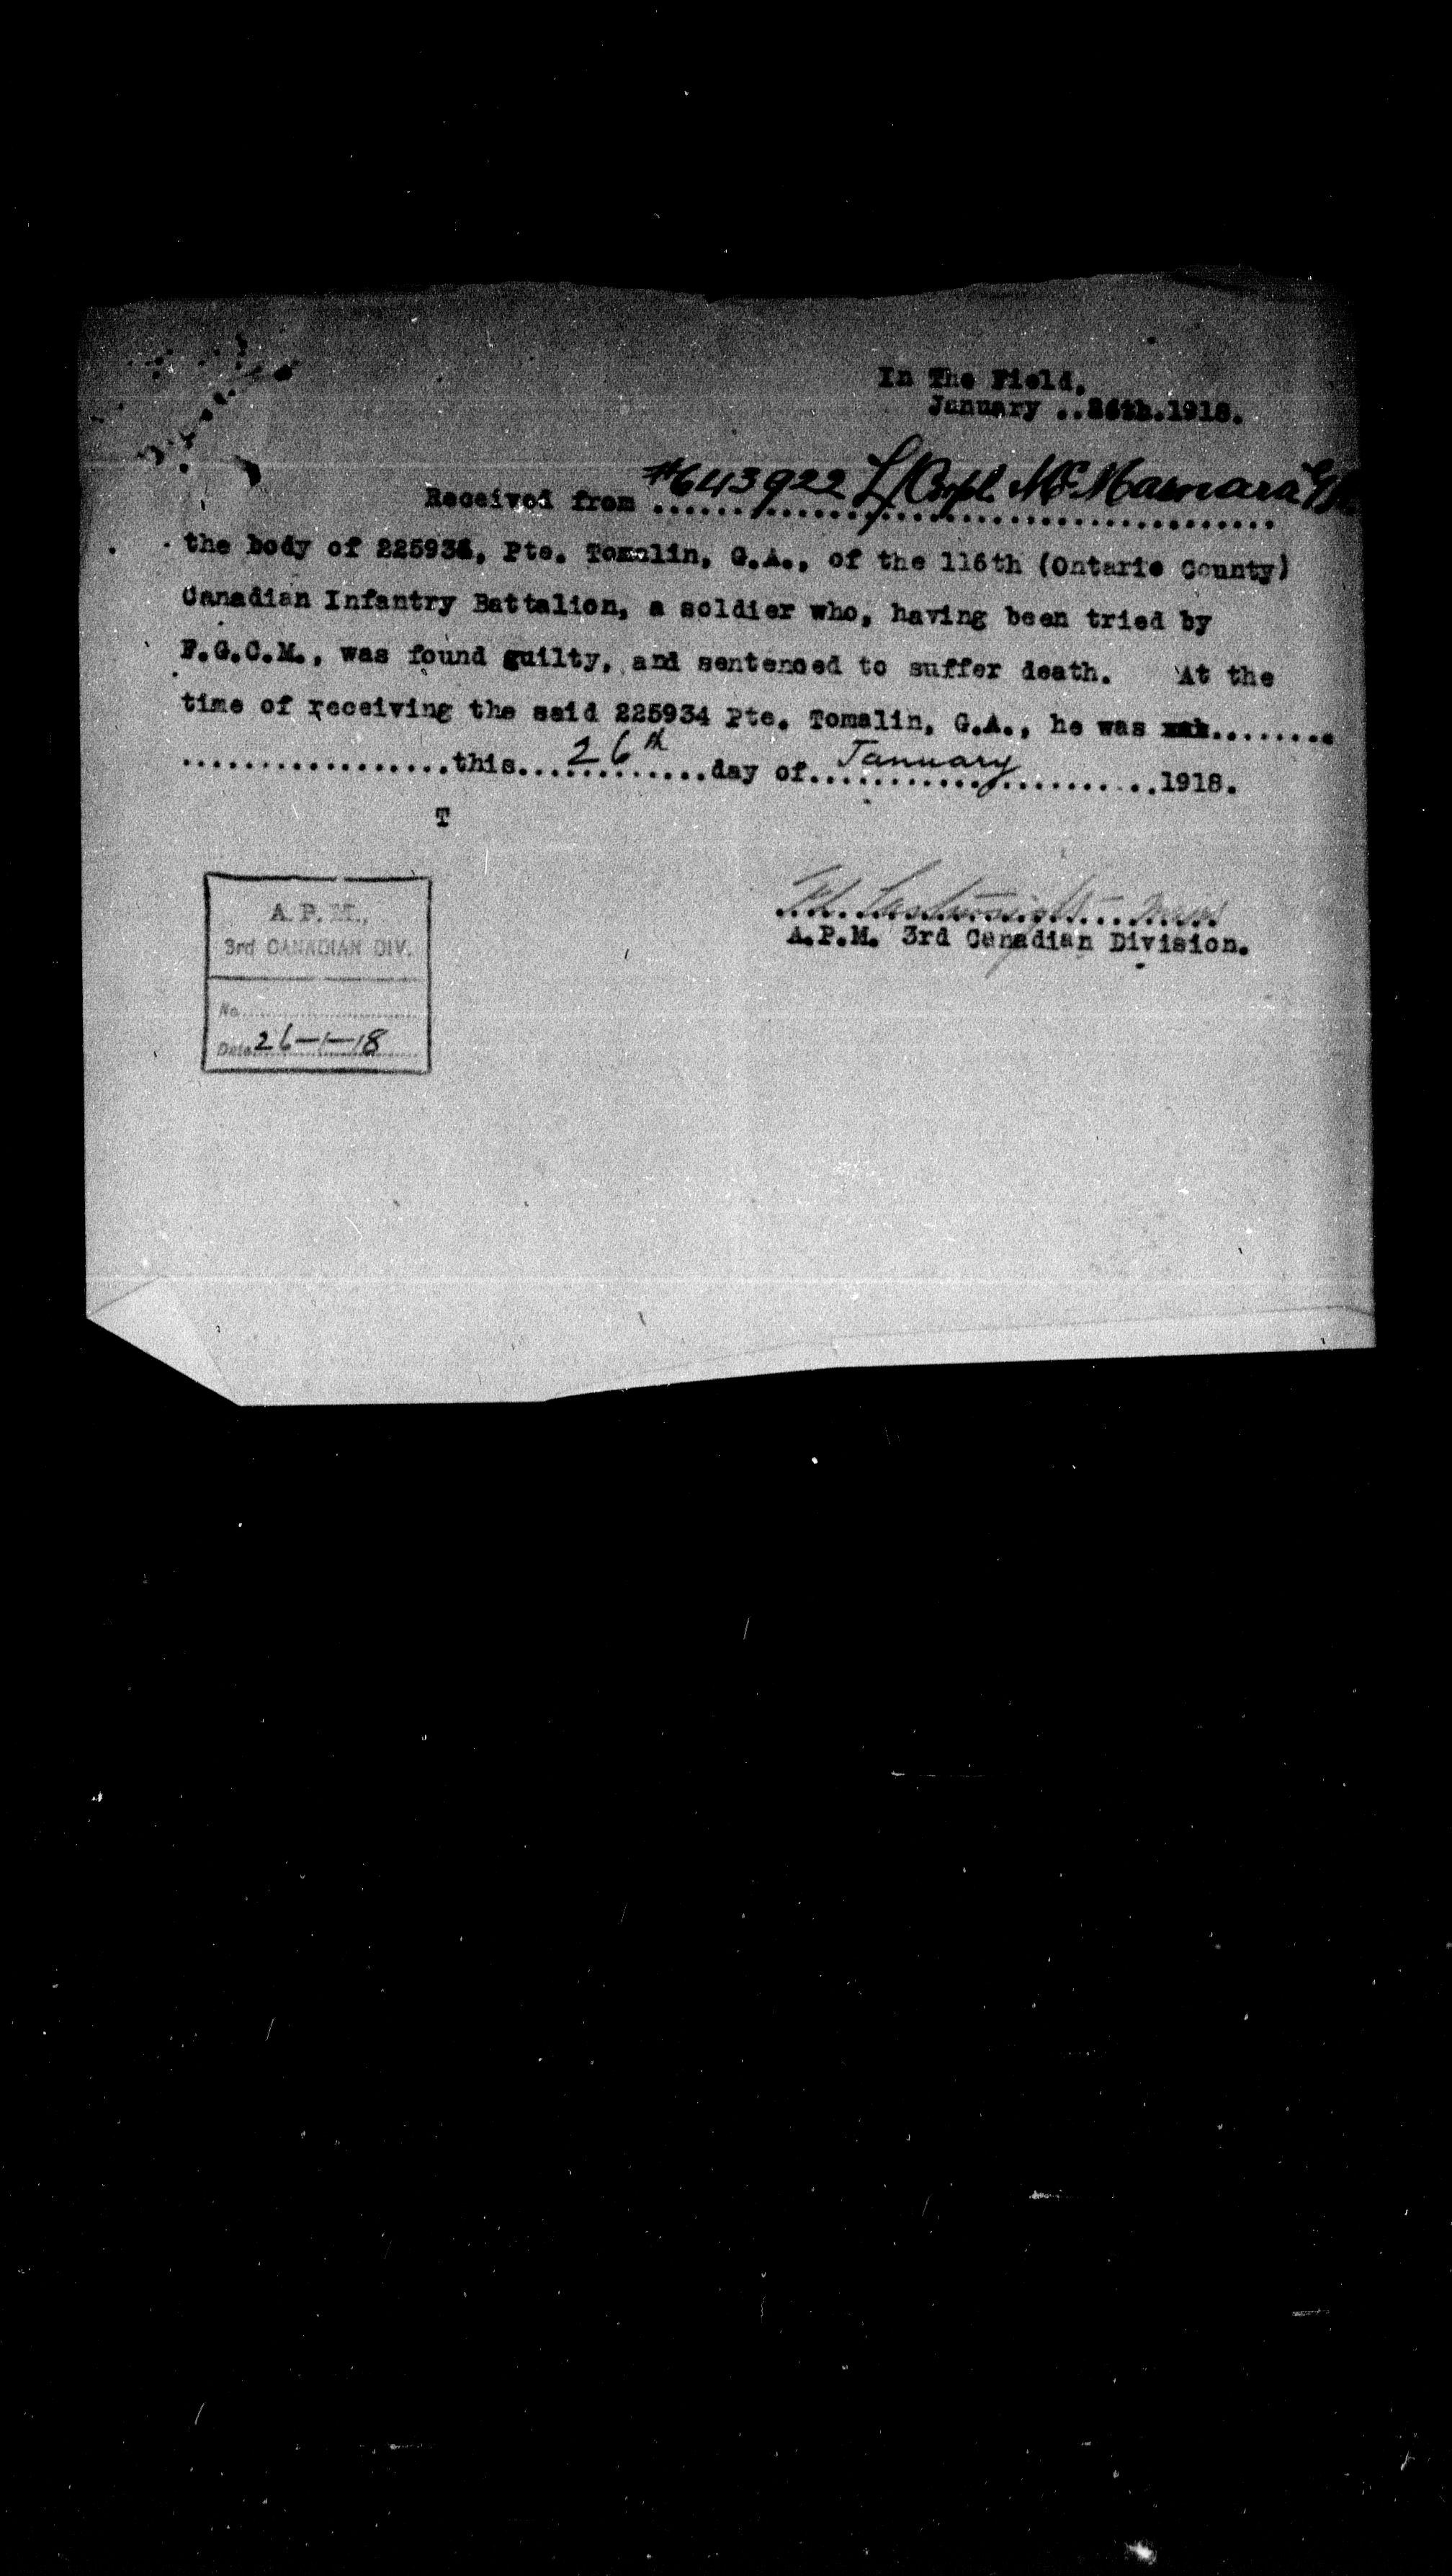 In The Field.
January ..26th.1918.
Received from #643922 L/Corpl
the body of 225934, Pte. Tomalin, G.A., of the 116th (Ontario County)
Canadian Infantry Battalion, a soldier who, having been tried by
F.G.C.M., was found guilty, and sentenced to suffer death. At the
time of receiving the said 225934 Pte. Tomalin, G.A., he was ........
..................this...26th...day of...January...1918.
T
A.P.M.,
3rd CANADIAN DIV.
No.
Date 26-1-18
Major
A.P.M. 3rd Canadian Division.